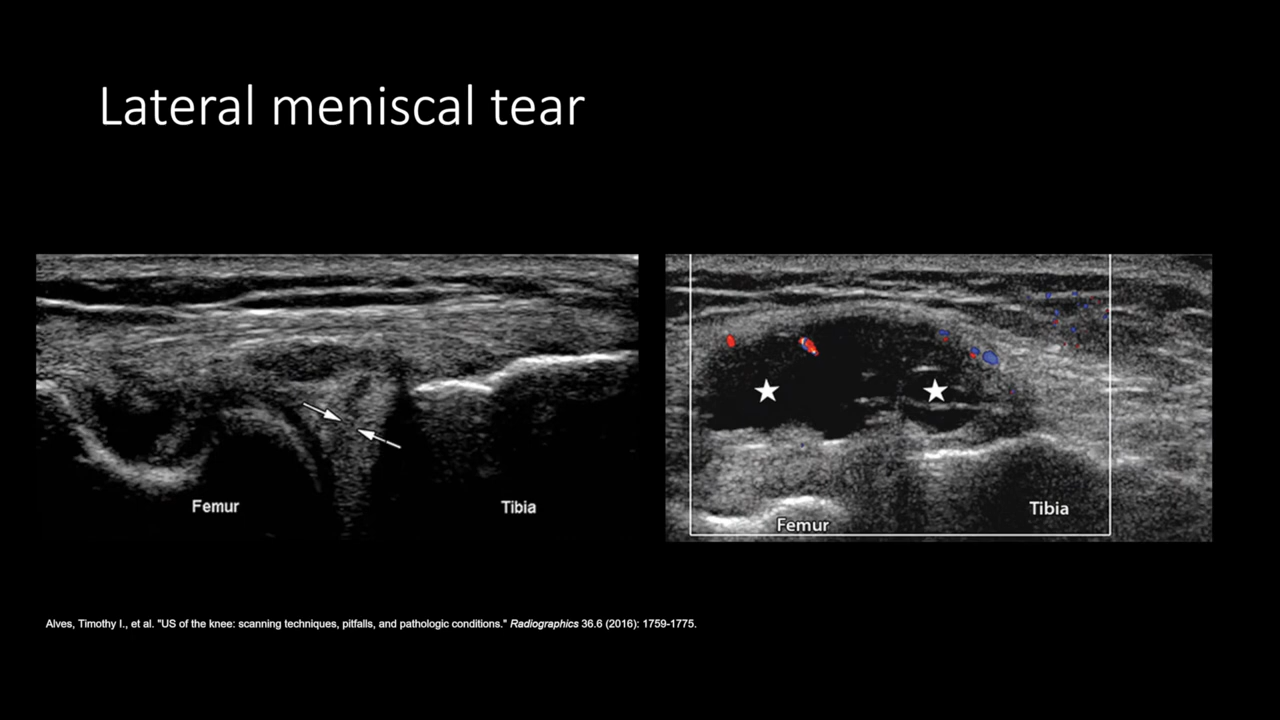 Lateral meniscal tear
Femur
Tibia
Femur
Tibia
Alves, Timothy I., et al. "US of the knee: scanning techniques, pitfalls, and pathologic conditions." Radiographics 36.6 (2016): 1759-1775.